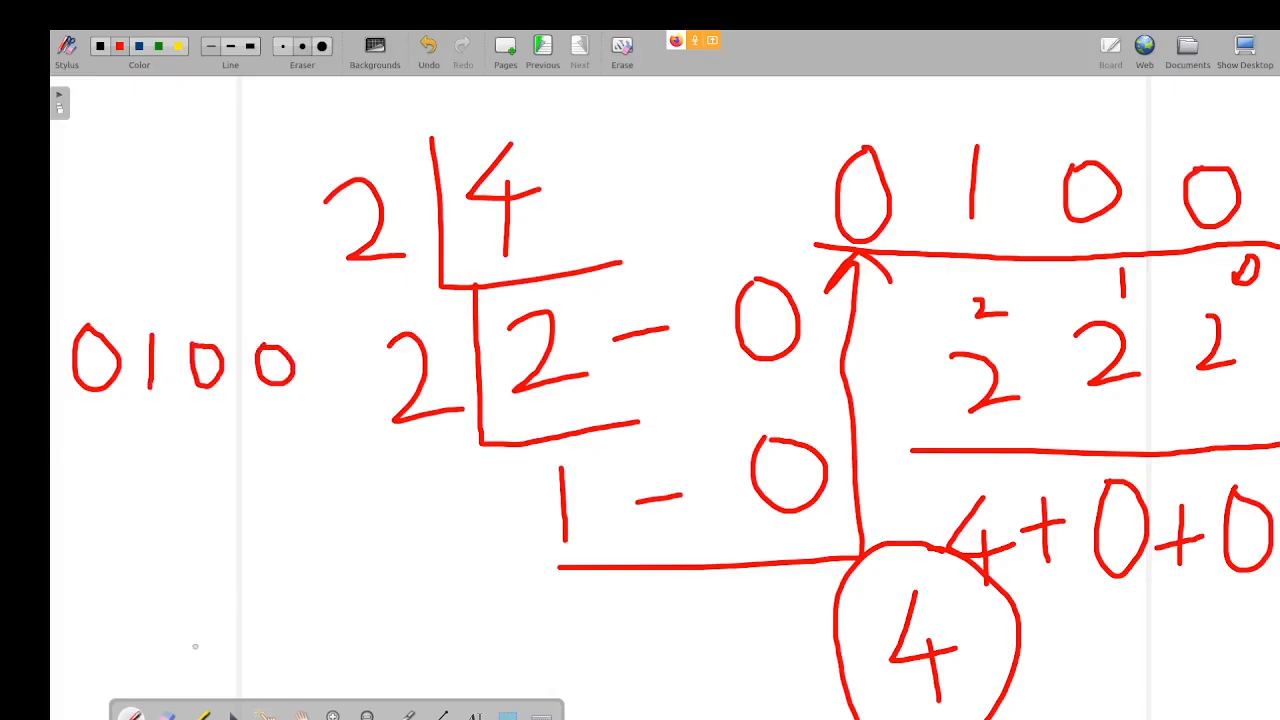 Stylus Color Line Eraser Backgrounds Undo Redo Pages Previous Next Erase Board Web Documents Show Desktop
2 4 0 1 0 0
2 2 - 0 2 1 0
0100 2 2 2
1 - 0 4 + 0 + 0
4